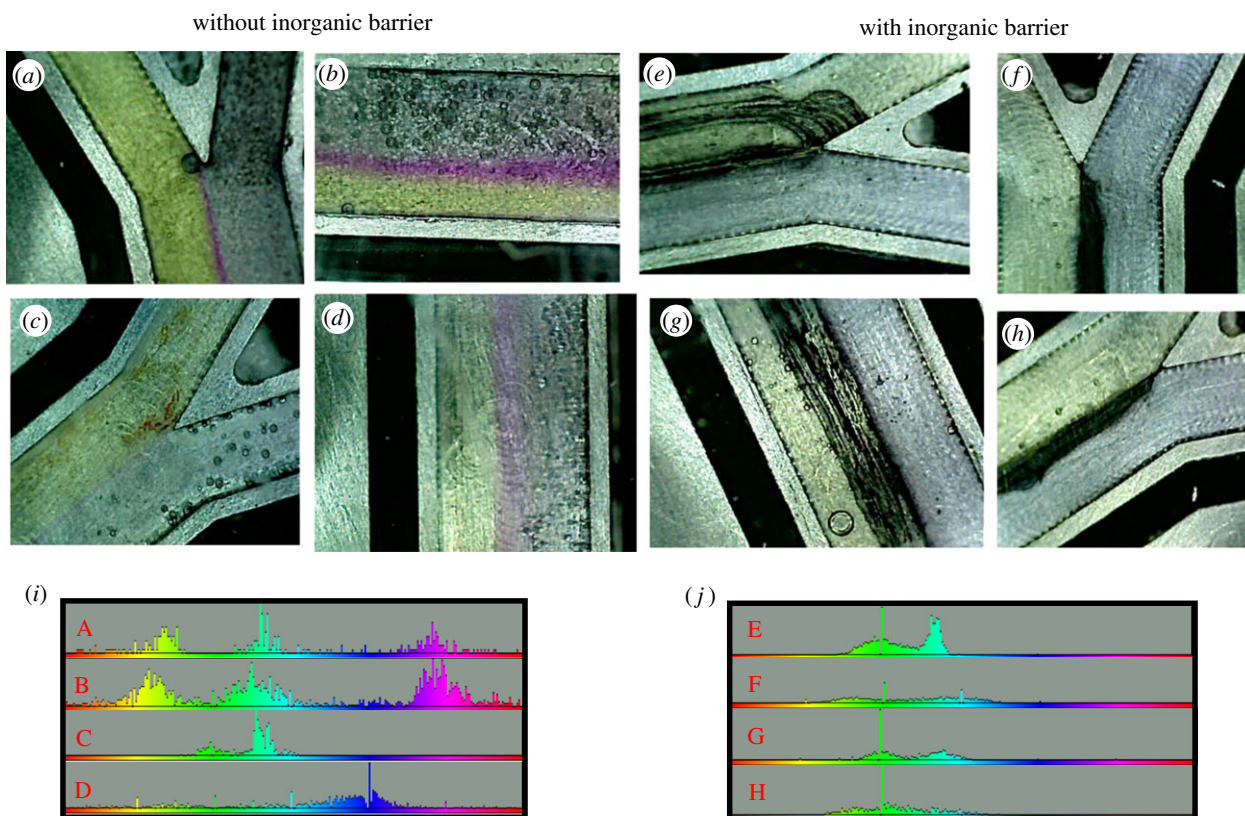 without inorganic barrier
with inorganic barrier
(a)
(b)
(e)
(f)
(c)
(d)
(g)
(h)
(i)
(j)
A
B
C
D
E
F
G
H